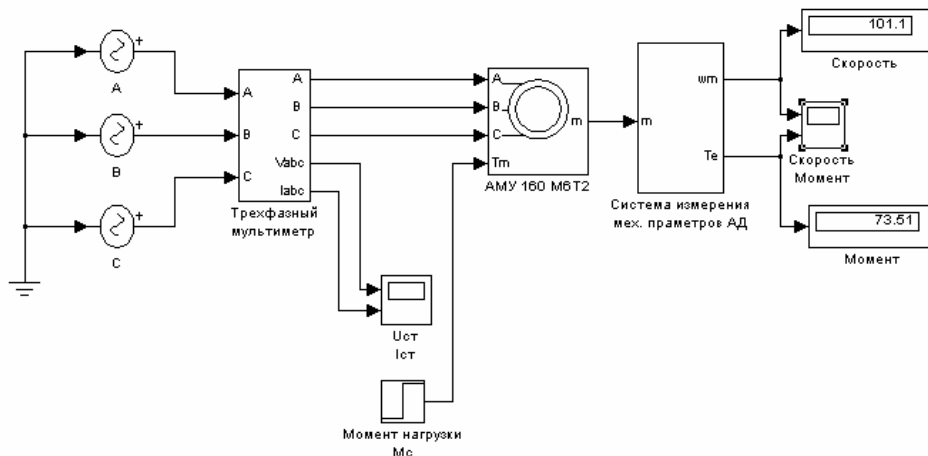 +
A
+
B
+
C
A
B
C
A
B
C
Vabc
Iabc
Трехфазный
мультиметр
Uст
Iст
Момент нагрузки
Мс
A
B
C
Tm
m
АМУ 160 М6Т2
m
wm
Te
Система измерения
мех. праметров АД
101.1
Скорость
Скорость
Момент
73.51
Момент